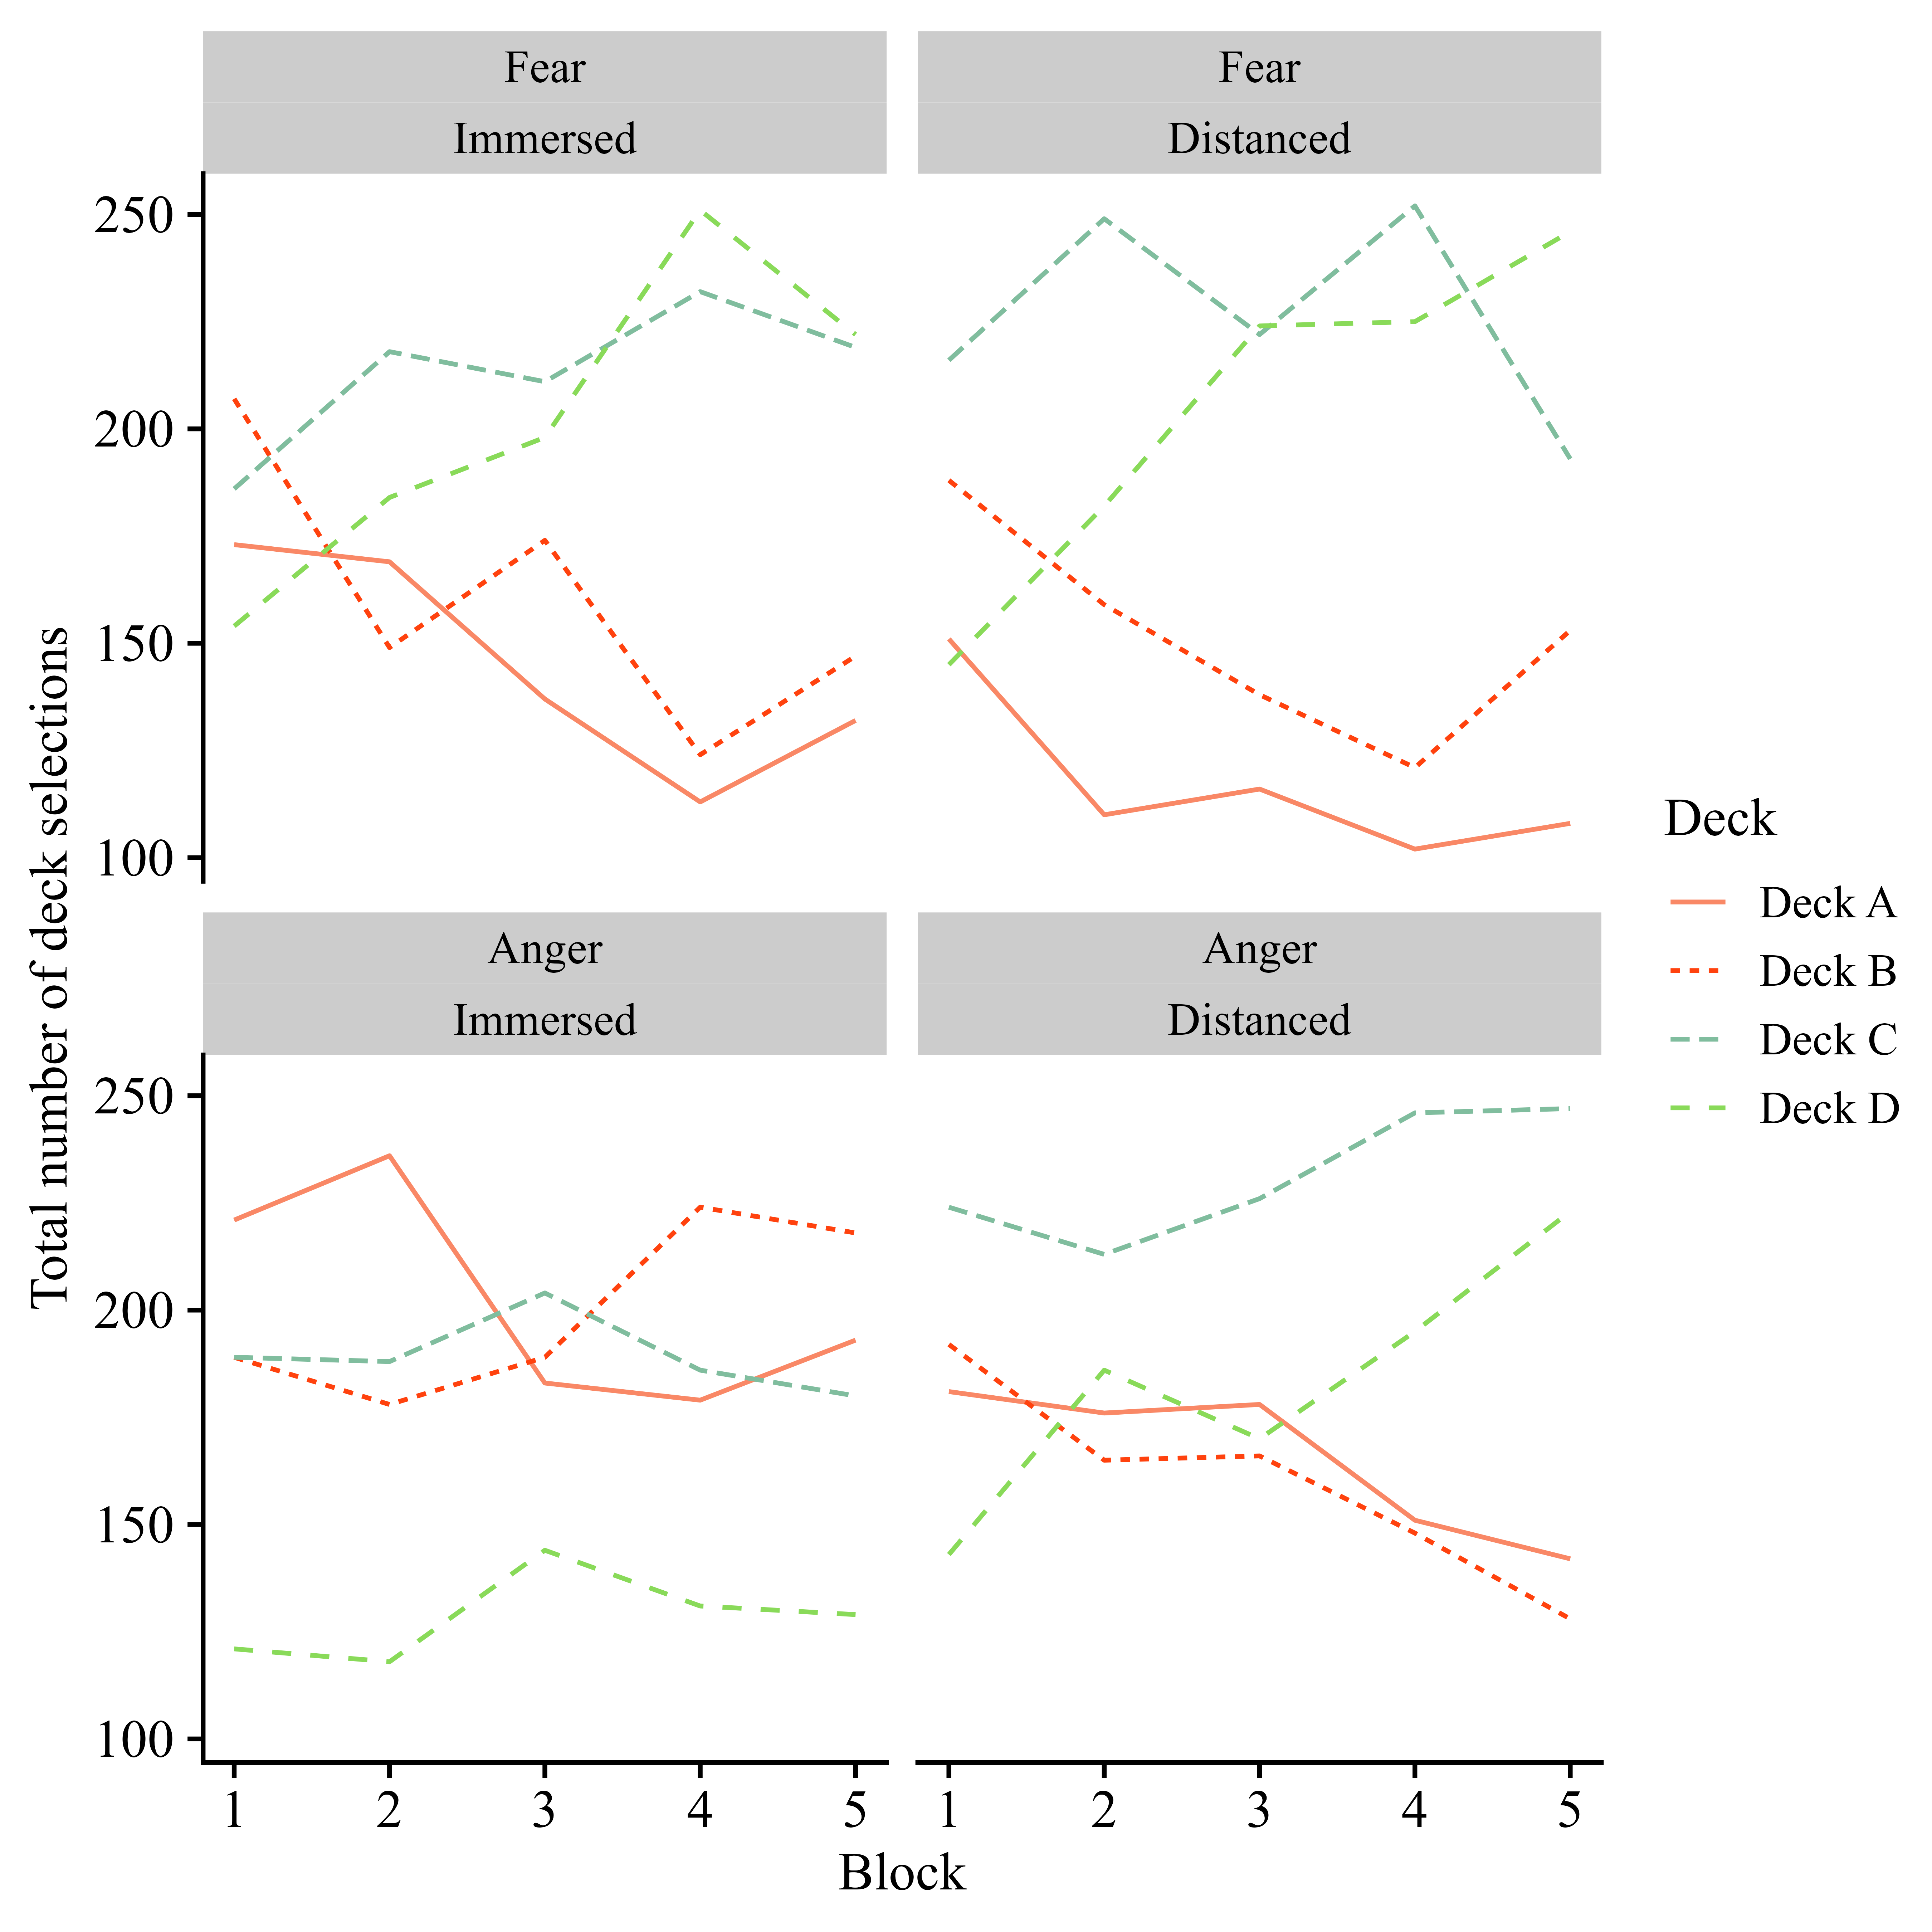 Fear
Immersed
Fear
Distanced
250
200
150
100
Anger
Immersed
Anger
Distanced
250
200
150
100
1 2 3 4 5
1 2 3 4 5
Block
Total number of deck selections
Deck
Deck A
Deck B
Deck C
Deck D